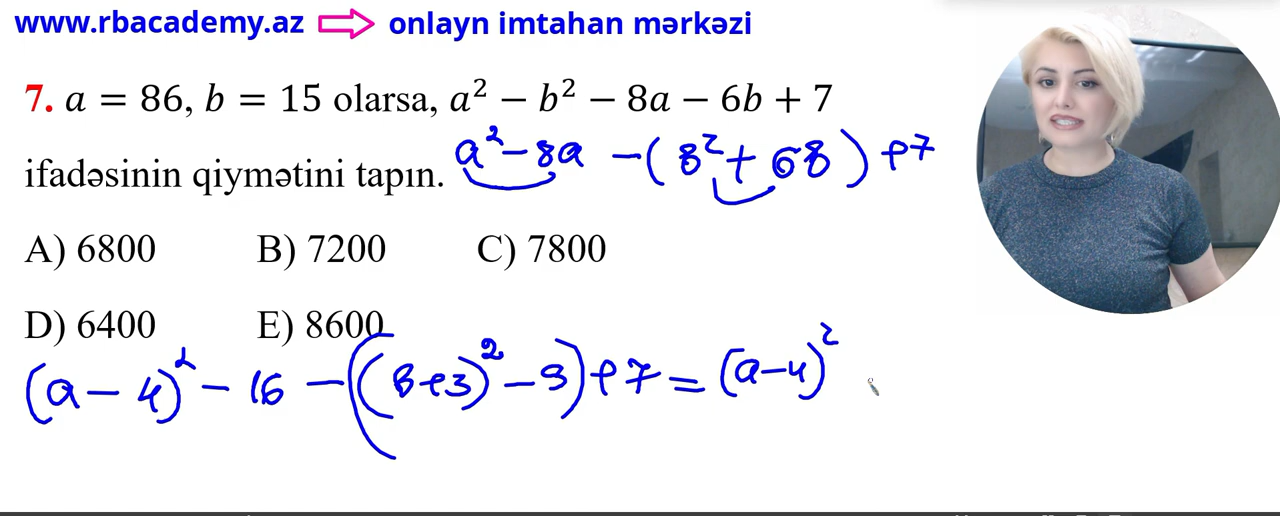 www.rbacademy.az ⇒ onlayn imtahan mərkəzi
7. a = 86, b = 15 olarsa, a² − b² − 8a − 6b + 7
a² − 8a − (b² + 6b) + 7
ifadəsinin qiymətini tapın.
A) 6800 B) 7200 C) 7800
D) 6400 E) 8600
(a − 4)² − 16 − ((b + 3)² − 9) + 7 = (a − 4)²